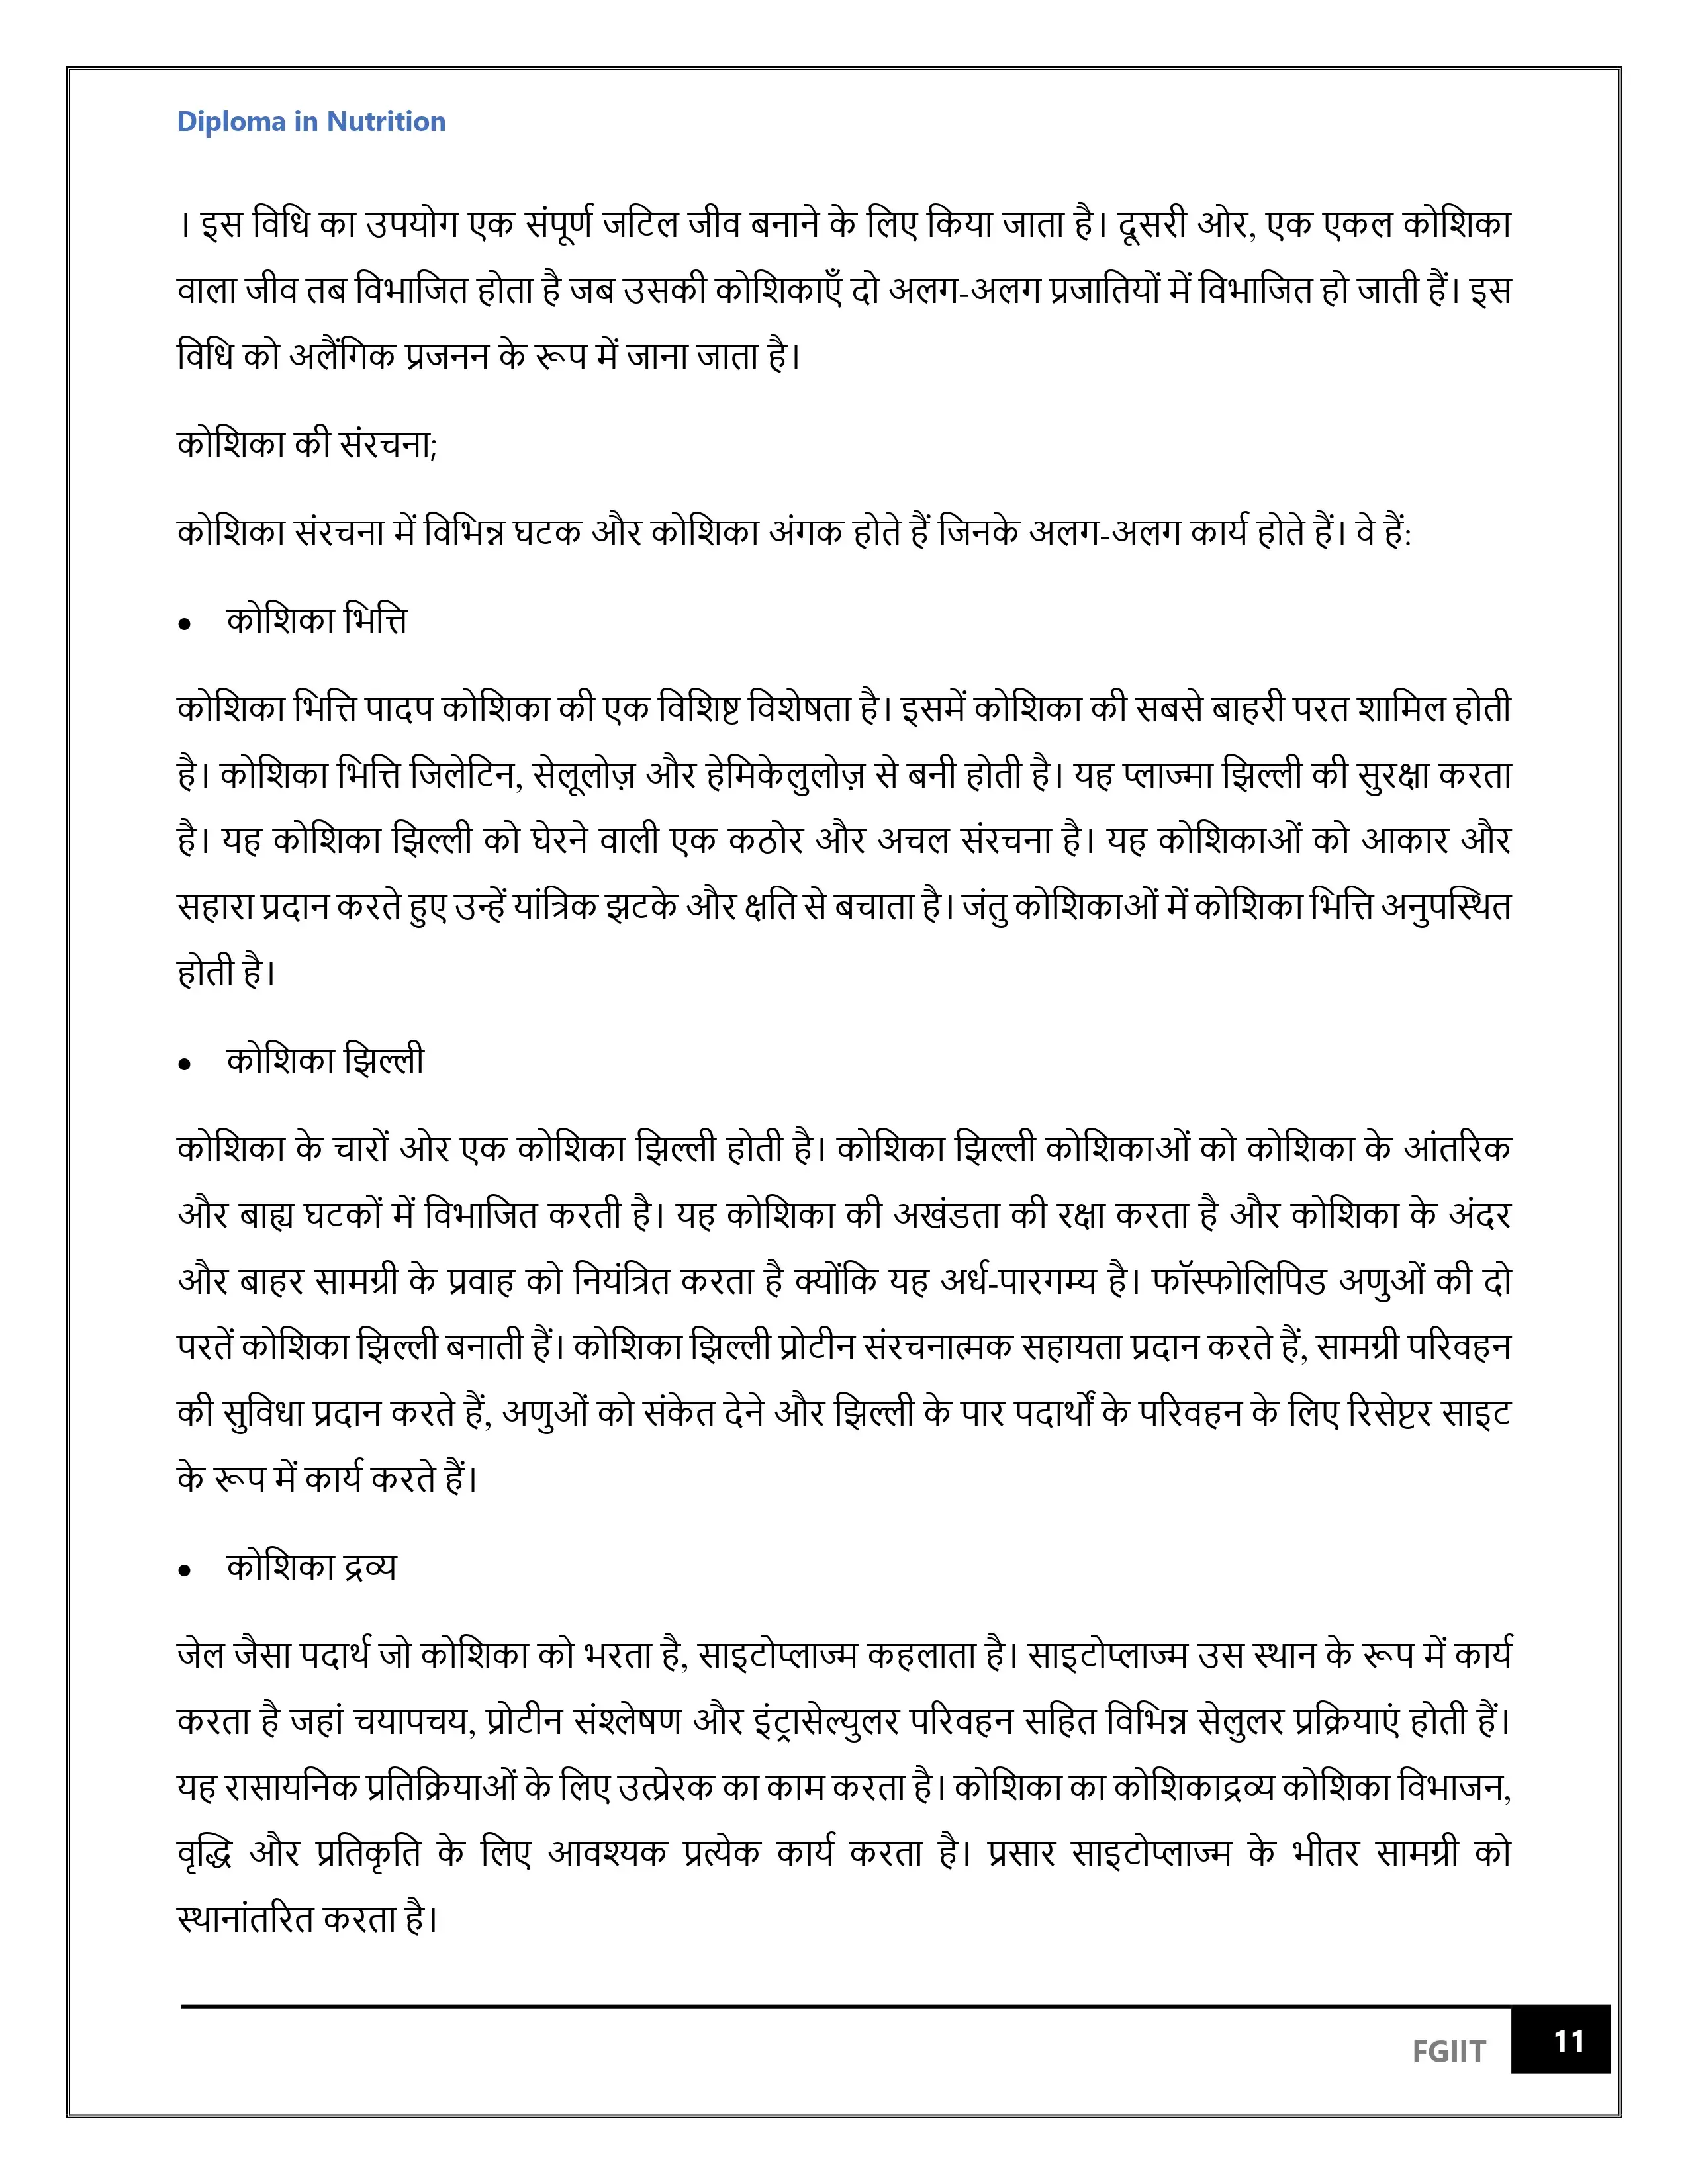 Diploma in Nutrition
। इस विधि का उपयोग एक संपूर्ण जटिल जीव बनाने के लिए किया जाता है। दूसरी ओर, एक एकल कोशिका
वाला जीव तब विभाजित होता है जब उसकी कोशिकाएँ दो अलग-अलग प्रजातियों में विभाजित हो जाती हैं। इस
विधि को अलैंगिक प्रजनन के रूप में जाना जाता है।
कोशिका की संरचना;
कोशिका संरचना में विभिन्न घटक और कोशिका अंगक होते हैं जिनके अलग-अलग कार्य होते हैं। वे हैं:
• कोशिका भित्ति
कोशिका भित्ति पादप कोशिका की एक विशिष्ट विशेषता है। इसमें कोशिका की सबसे बाहरी परत शामिल होती
है। कोशिका भित्ति जिलेटिन, सेलूलोज़ और हेमिकेलुलोज़ से बनी होती है। यह प्लाज्मा झिल्ली की सुरक्षा करता
है। यह कोशिका झिल्ली को घेरने वाली एक कठोर और अचल संरचना है। यह कोशिकाओं को आकार और
सहारा प्रदान करते हुए उन्हें यांत्रिक झटके और क्षति से बचाता है। जंतु कोशिकाओं में कोशिका भित्ति अनुपस्थित
होती है।
• कोशिका झिल्ली
कोशिका के चारों ओर एक कोशिका झिल्ली होती है। कोशिका झिल्ली कोशिकाओं को कोशिका के आंतरिक
और बाह्य घटकों में विभाजित करती है। यह कोशिका की अखंडता की रक्षा करता है और कोशिका के अंदर
और बाहर सामग्री के प्रवाह को नियंत्रित करता है क्योंकि यह अर्ध-पारगम्य है। फॉस्फोलिपिड अणुओं की दो
परतें कोशिका झिल्ली बनाती हैं। कोशिका झिल्ली प्रोटीन संरचनात्मक सहायता प्रदान करते हैं, सामग्री परिवहन
की सुविधा प्रदान करते हैं, अणुओं को संकेत देने और झिल्ली के पार पदार्थों के परिवहन के लिए रिसेप्टर साइट
के रूप में कार्य करते हैं।
• कोशिका द्रव्य
जेल जैसा पदार्थ जो कोशिका को भरता है, साइटोप्लाज्म कहलाता है। साइटोप्लाज्म उस स्थान के रूप में कार्य
करता है जहां चयापचय, प्रोटीन संश्लेषण और इंट्रासेल्युलर परिवहन सहित विभिन्न सेलुलर प्रक्रियाएं होती हैं।
यह रासायनिक प्रतिक्रियाओं के लिए उत्प्रेरक का काम करता है। कोशिका का कोशिकाद्रव्य कोशिका विभाजन,
वृद्धि और प्रतिकृति के लिए आवश्यक प्रत्येक कार्य करता है। प्रसार साइटोप्लाज्म के भीतर सामग्री को
स्थानांतरित करता है।
FGIIT 11